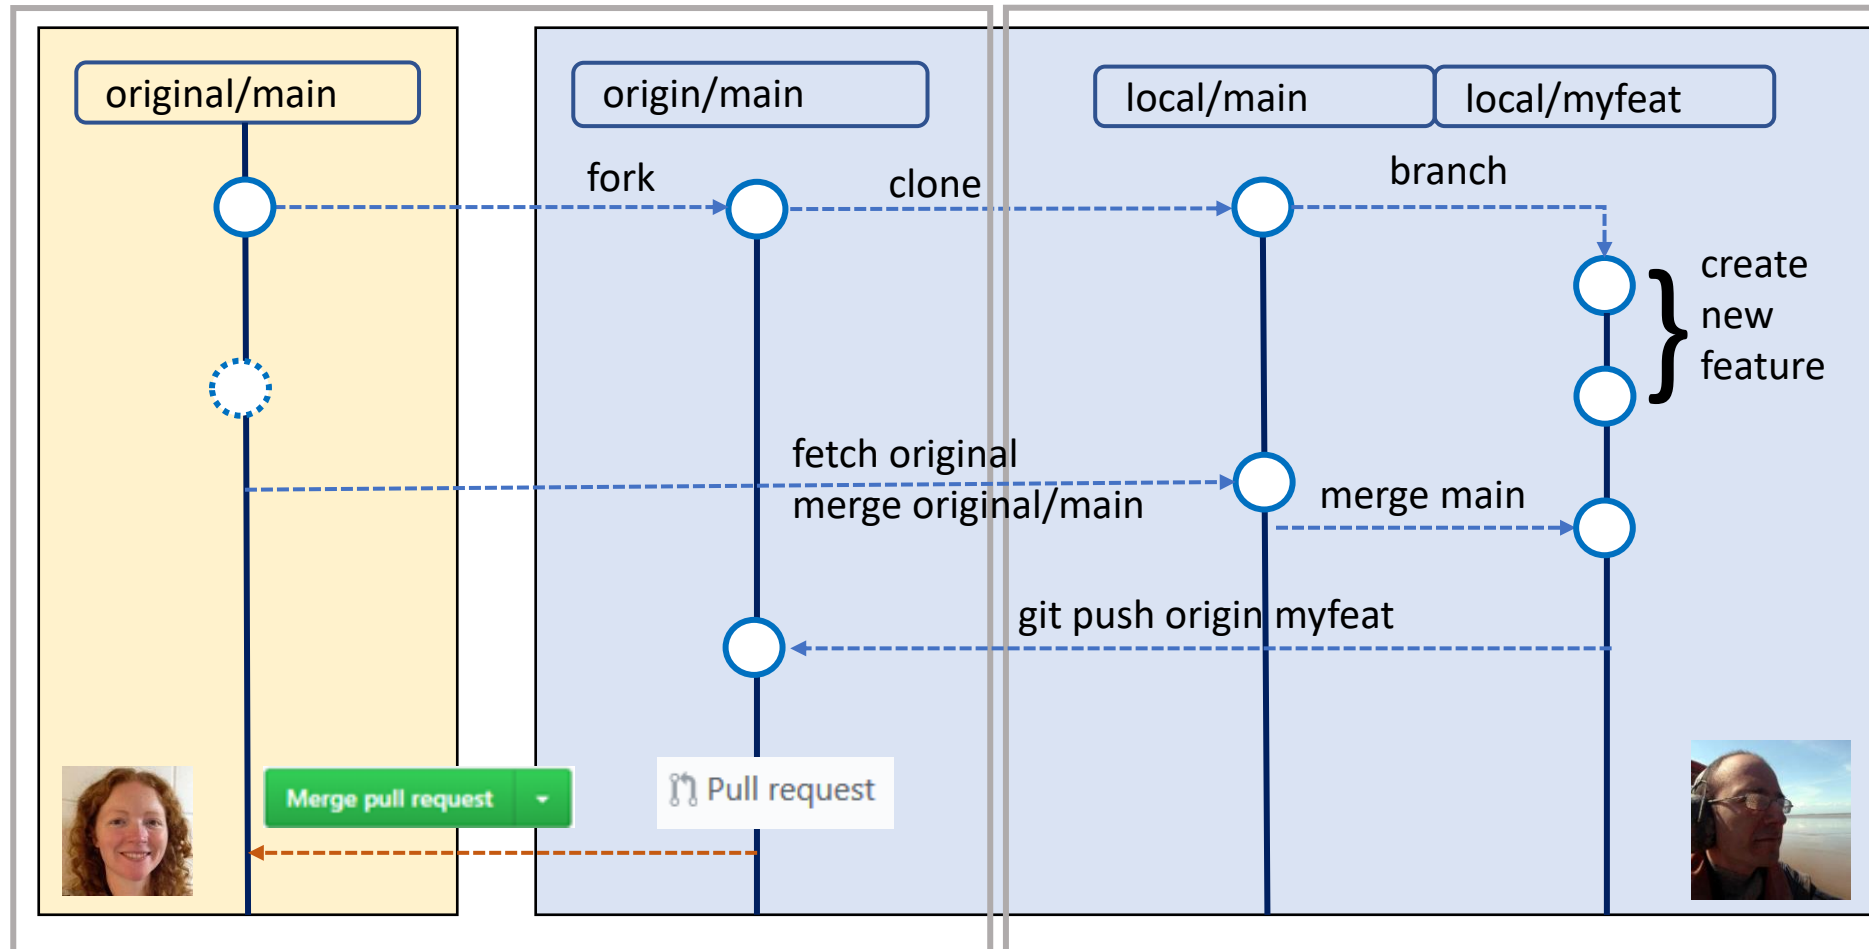 original/main
origin/main
local/main
local/myfeat
fork
clone
branch
create
new
feature
fetch original
merge original/main
merge main
git push origin myfeat
Merge pull request
Pull request